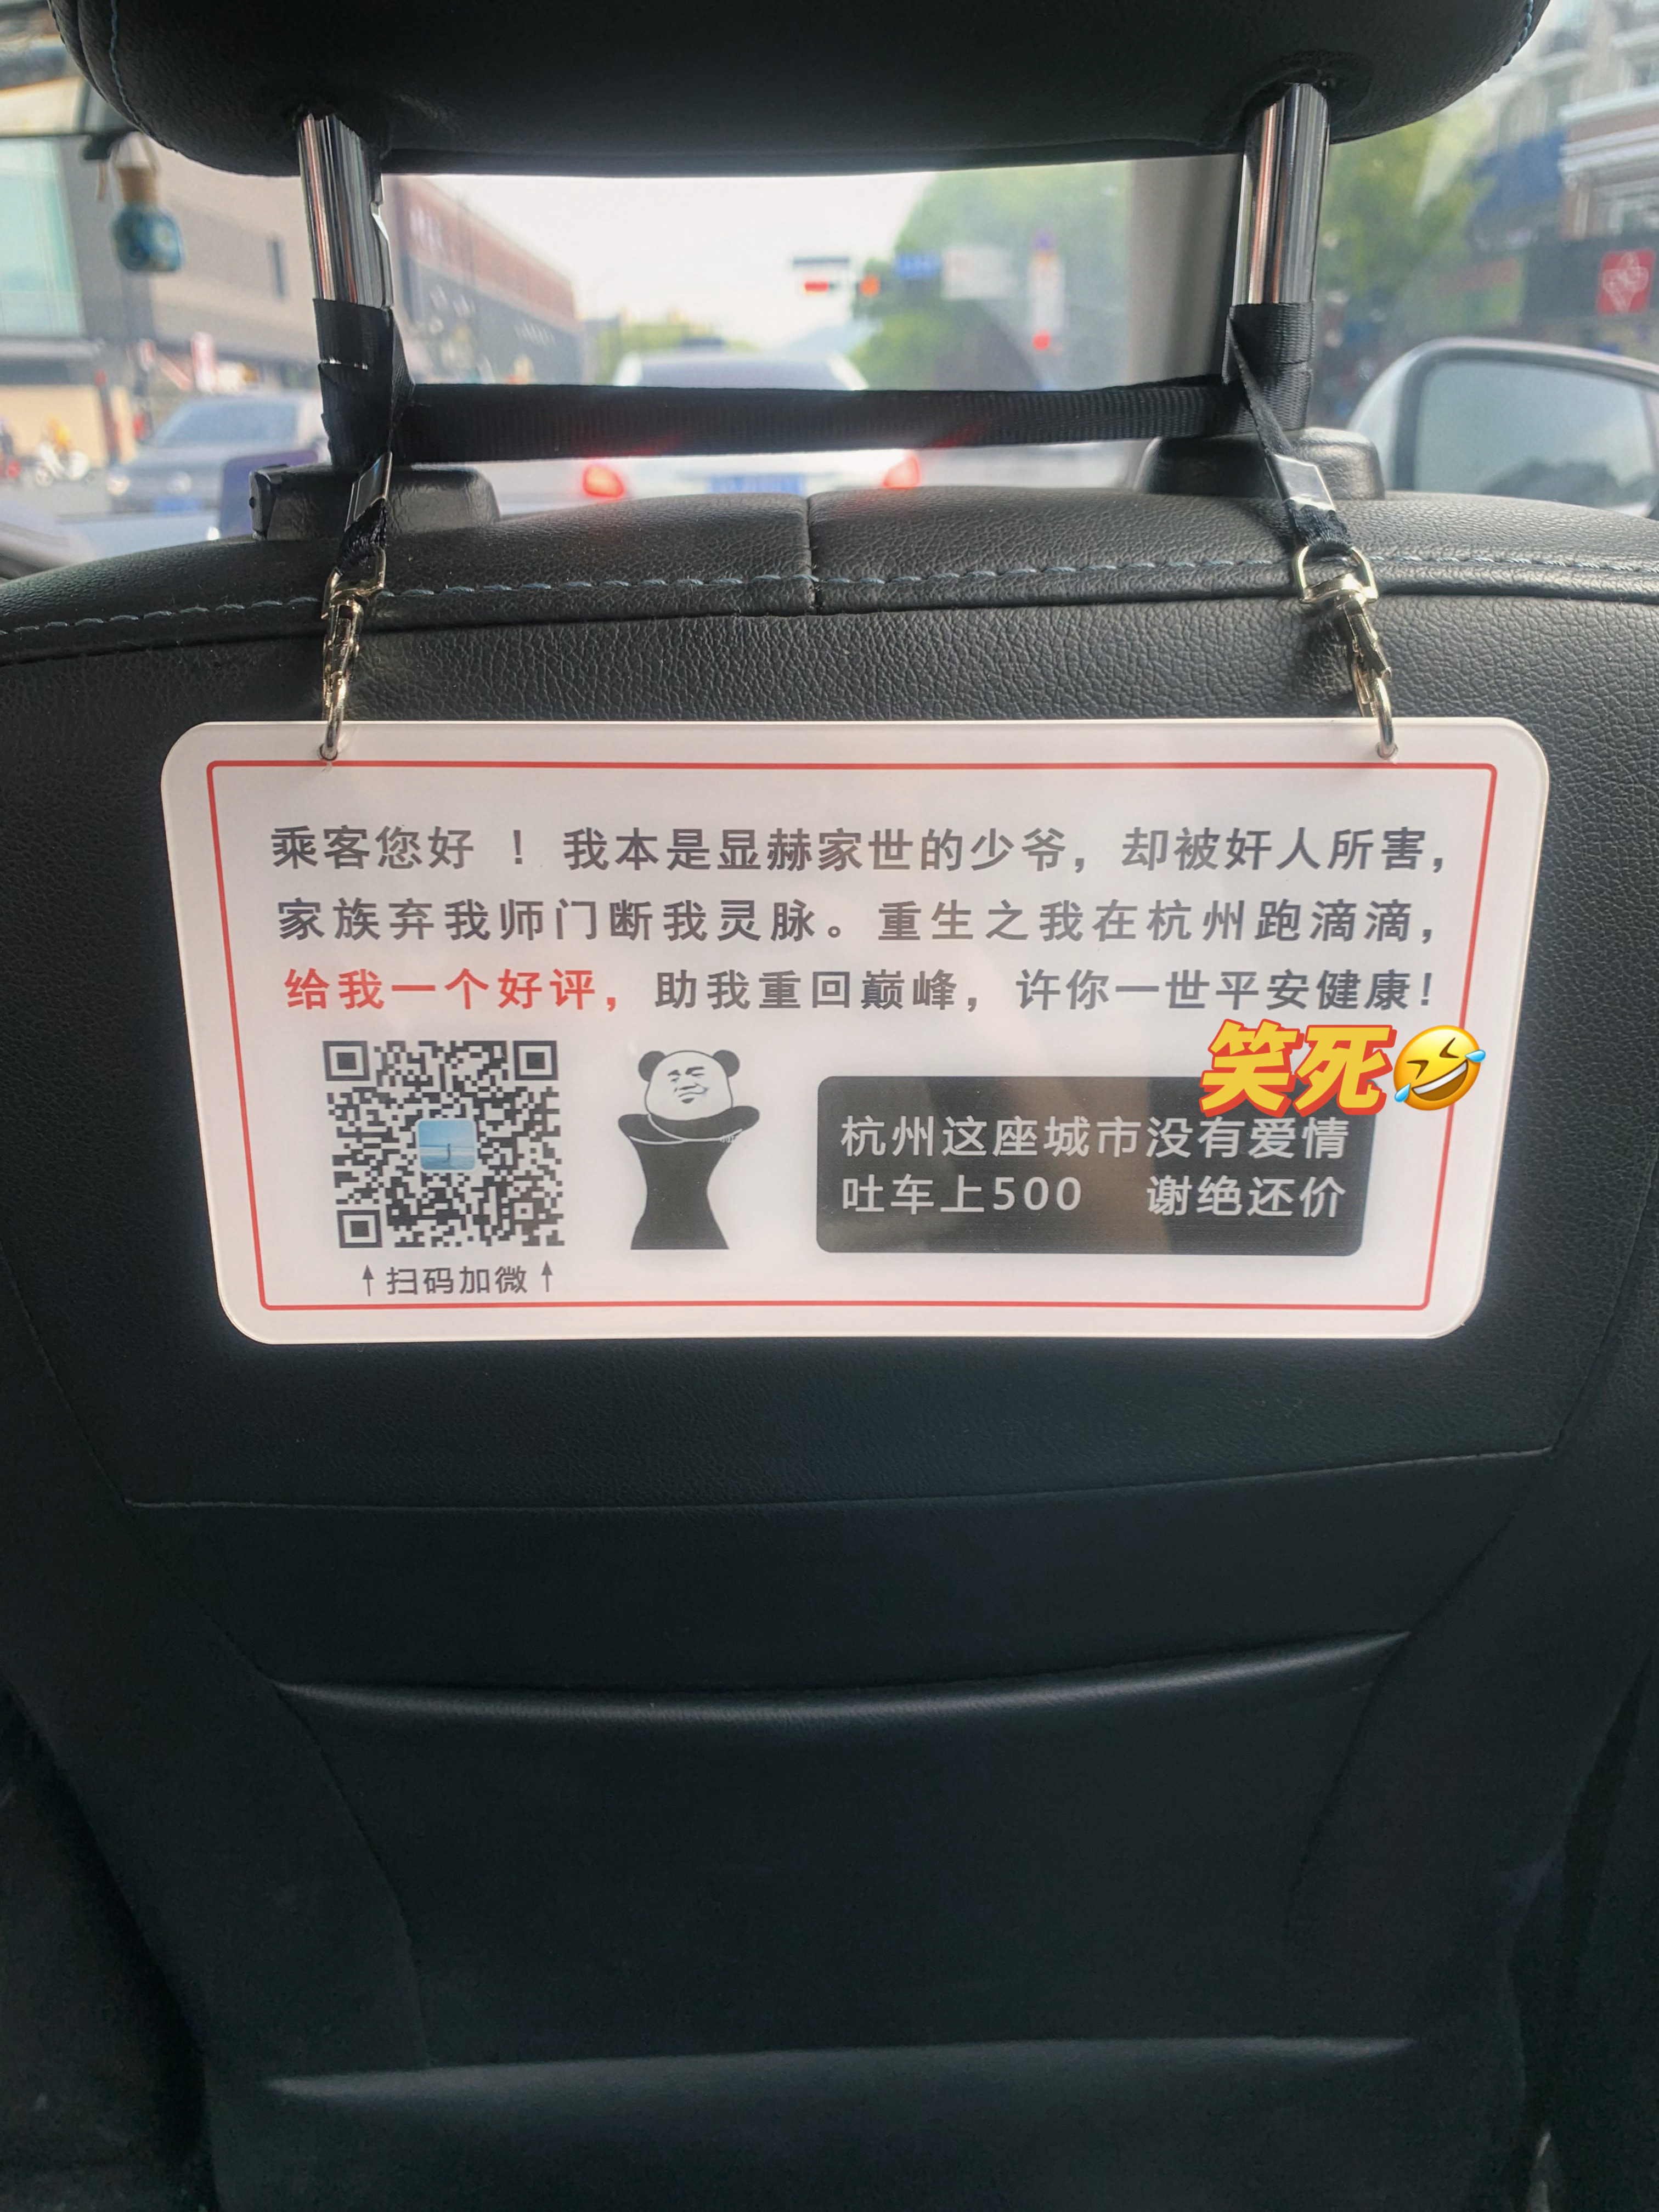 乘客您好 ！我本是显赫家世的少爷，却被奸人所害，
家族弃我师门断我灵脉。重生之我在杭州跑滴滴，
给我一个好评，助我重回巅峰，许你一世平安健康！
笑死🤣
杭州这座城市没有爱情
吐车上500 谢绝还价
↑扫码加微↑